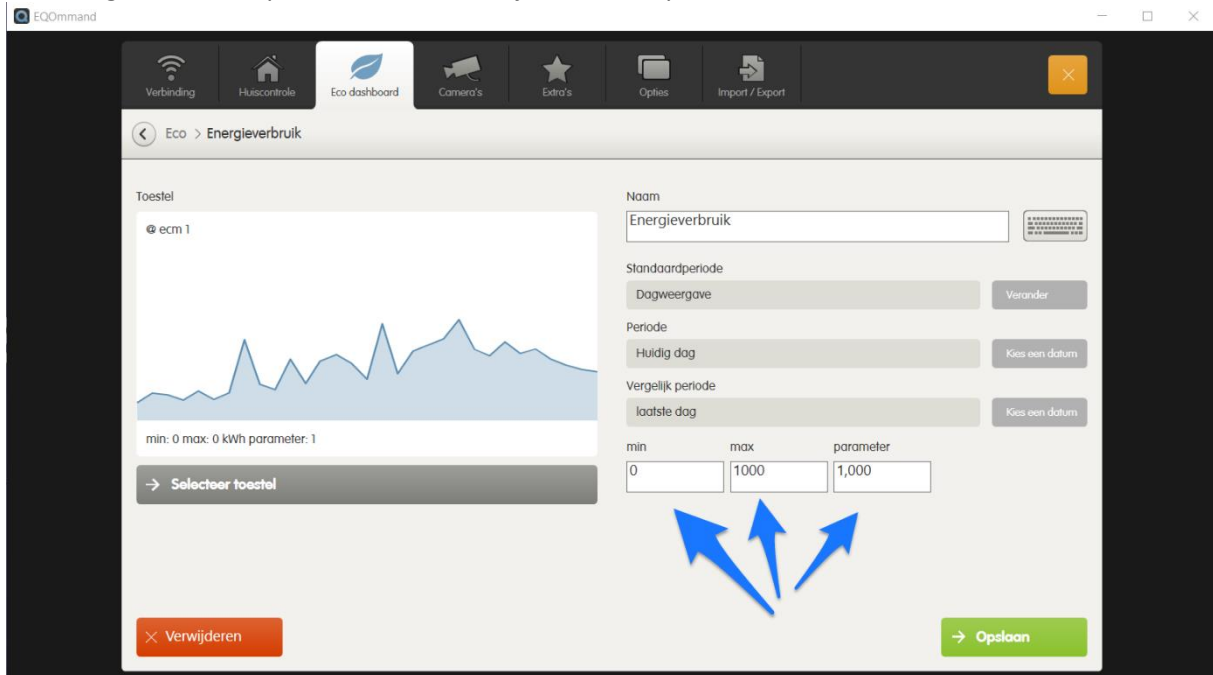 EQOmmand
Verbinding
Huiscontrole
Eco dashboard
Camera's
Extra's
Opties
Import / Export
Eco > Energieverbruik
Toestel
@ ecm 1
min: 0 max: 0 kWh parameter: 1
Selecteer toestel
Naam
Energieverbruik
Standaardperiode
Dagweergave
Verander
Periode
Huidig dag
Kies een datum
Vergelijk periode
laatste dag
Kies een datum
min max parameter
0 1000 1,000
Verwijderen
Opslaan